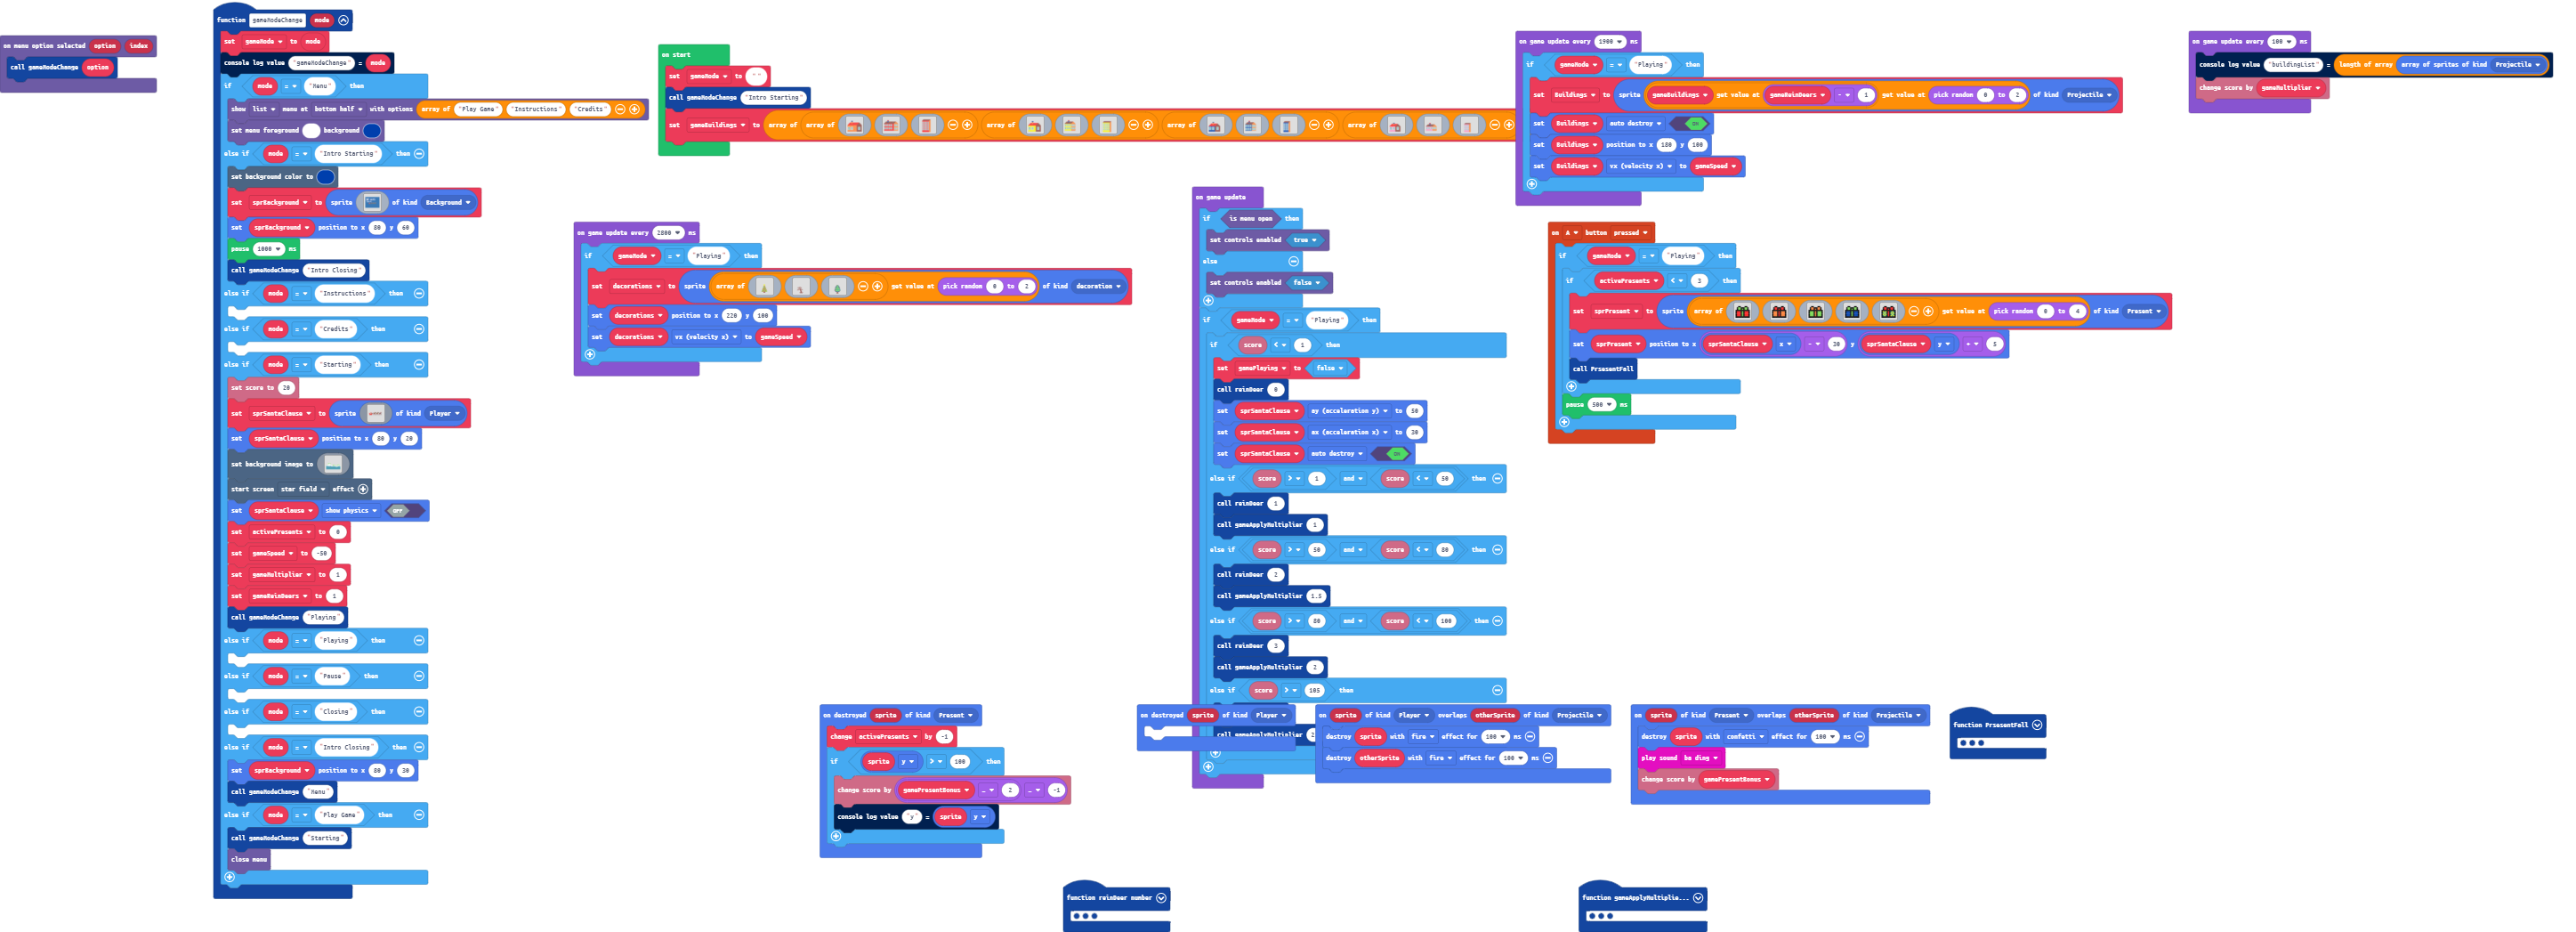 on menu option selected option index
call gameModeChange option
function gameModeChange mode
set gameMode to mode
console log value "gameModeChange" = mode
if mode = "Menu" then
show list menu at bottom half with options array of "Play Game" "Instructions" "Credits"
set menu foreground background
else if mode = "Intro Starting" then
set background color to
set sprBackground to sprite of kind Background
set sprBackground position to x 80 y 60
pause 1000 ms
call gameModeChange "Intro Closing"
else if mode = "Instructions" then
else if mode = "Credits" then
else if mode = "Starting" then
set score to 20
set sprSantaClause to sprite of kind Player
set sprSantaClause position to x 80 y 20
set background image to
start screen star field effect
set sprSantaClause show physics OFF
set activePresents to 0
set gameSpeed to -50
set gameMultiplier to 1
set gameReinDeers to 1
call gameModeChange "Playing"
else if mode = "Playing" then
else if mode = "Pause" then
else if mode = "Closing" then
else if mode = "Intro Closing" then
set sprBackground position to x 80 y 30
call gameModeChange "Menu"
else if mode = "Play Game" then
call gameModeChange "Starting"
close menu
on start
set gameMode to ""
call gameModeChange "Intro Starting"
set gameBuildings to array of array of array of array of array of
on game update every 2800 ms
if gameMode = "Playing" then
set decorations to sprite array of get value at pick random 0 to 2 of kind decoration
set decorations position to x 220 y 100
set decorations vx (velocity x) to gameSpeed
on game update
if is menu open then
set controls enabled true
else
set controls enabled false
if gameMode = "Playing" then
if score < 1 then
set gamePlaying to false
call reinDeer 0
set sprSantaClause ay (acceleration y) to 50
set sprSantaClause ax (acceleration x) to 30
set sprSantaClause auto destroy ON
else if score > 1 and score < 50 then
call reinDeer 1
call gameApplyMultiplier 1
else if score > 50 and score < 80 then
call reinDeer 2
call gameApplyMultiplier 1.5
else if score > 80 and score < 100 then
call reinDeer 3
call gameApplyMultiplier 2
else if score > 105 then
call gameApplyMultiplier
on game update every 1900 ms
if gameMode = "Playing" then
set Buildings to sprite gameBuildings get value at gameReinDeers - 1 get value at pick random 0 to 2 of kind Projectile
set Buildings auto destroy ON
set Buildings position to x 180 y 100
set Buildings vx (velocity x) to gameSpeed
on A button pressed
if gameMode = "Playing" then
if activePresents < 3 then
set sprPresent to sprite array of get value at pick random 0 to 4 of kind Present
set sprPresent position to x sprSantaClause x - 30 y sprSantaClause y + 5
call PrsesentFall
pause 500 ms
on game update every 100 ms
console log value "buildingList" = length of array array of sprites of kind Projectile
change score by gameMultiplier
on destroyed sprite of kind Present
change activePresents by -1
if sprite y > 100 then
change score by gamePresentBonus 2 -1
console log value "y" = sprite y
on destroyed sprite of kind Player
on sprite of kind Player overlaps otherSprite of kind Projectile
destroy sprite with fire effect for 100 ms
destroy otherSprite with fire effect for 100 ms
on sprite of kind Present overlaps otherSprite of kind Projectile
destroy sprite with confetti effect for 100 ms
play sound ba ding
change score by gamePresentBonus
function PrsesentFall
function reinDeer number
function gameApplyMultiplie...